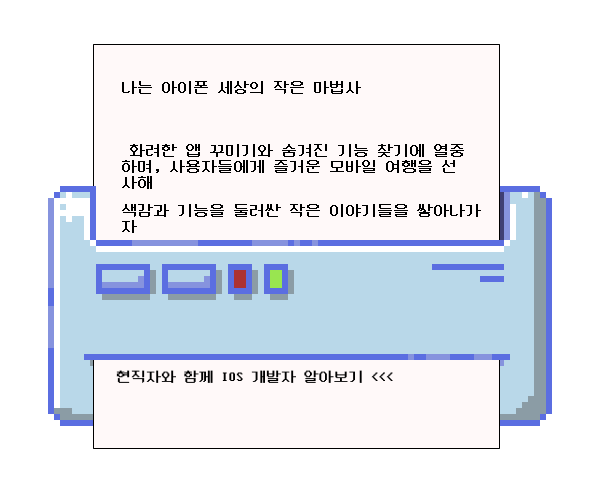 나는 아이폰 세상의 작은 마법사
화려한 앱 꾸미기와 숨겨진 기능 찾기에 열중
하며, 사용자들에게 즐거운 모바일 여행을 선
사해
색감과 기능을 둘러싼 작은 이야기들을 쌓아나가
자
현직자와 함께 IOS 개발자 알아보기 <<<